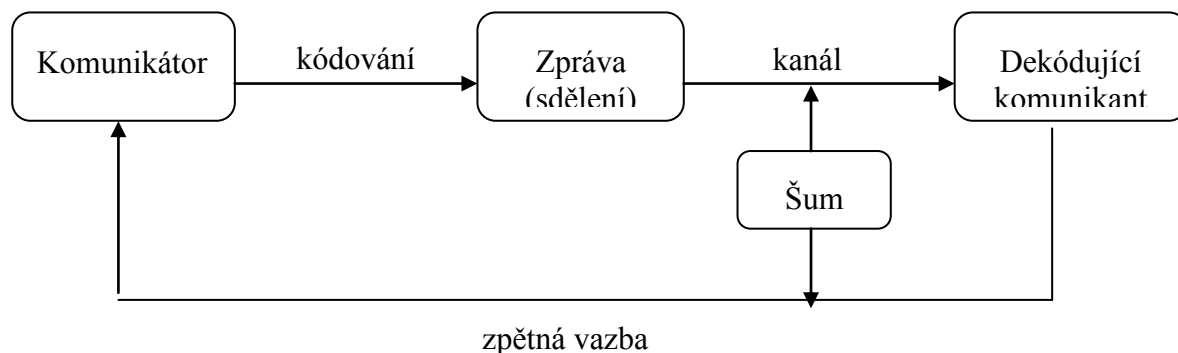 Komunikátor
kódování
Zpráva
(sdělení)
kanál
Dekódující
komunikant
Šum
zpětná vazba